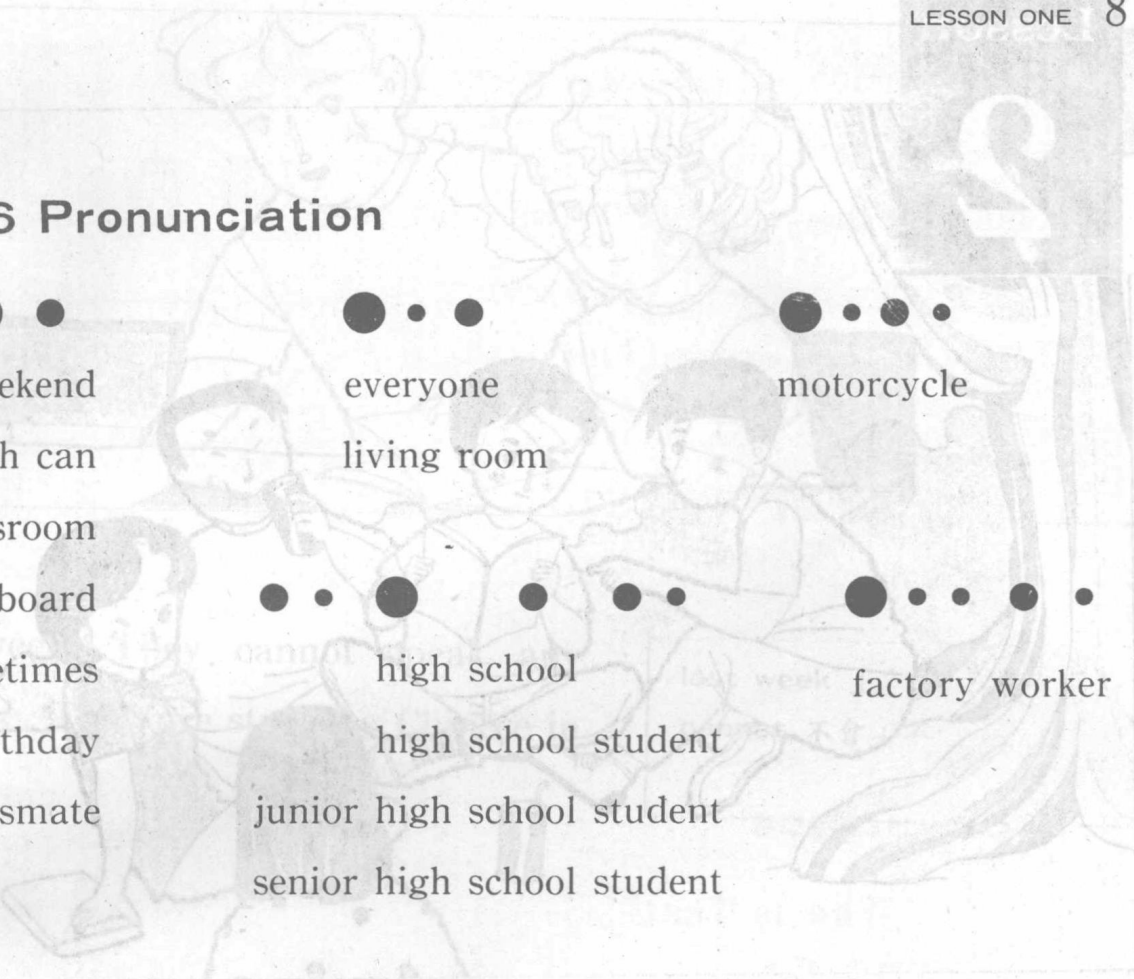 LESSON ONE 8
6 Pronunciation
ekend
h can
sroom
board
etimes
thday
smate
everyone
living room
motorcycle
high school
high school student
junior high school student
senior high school student
factory worker